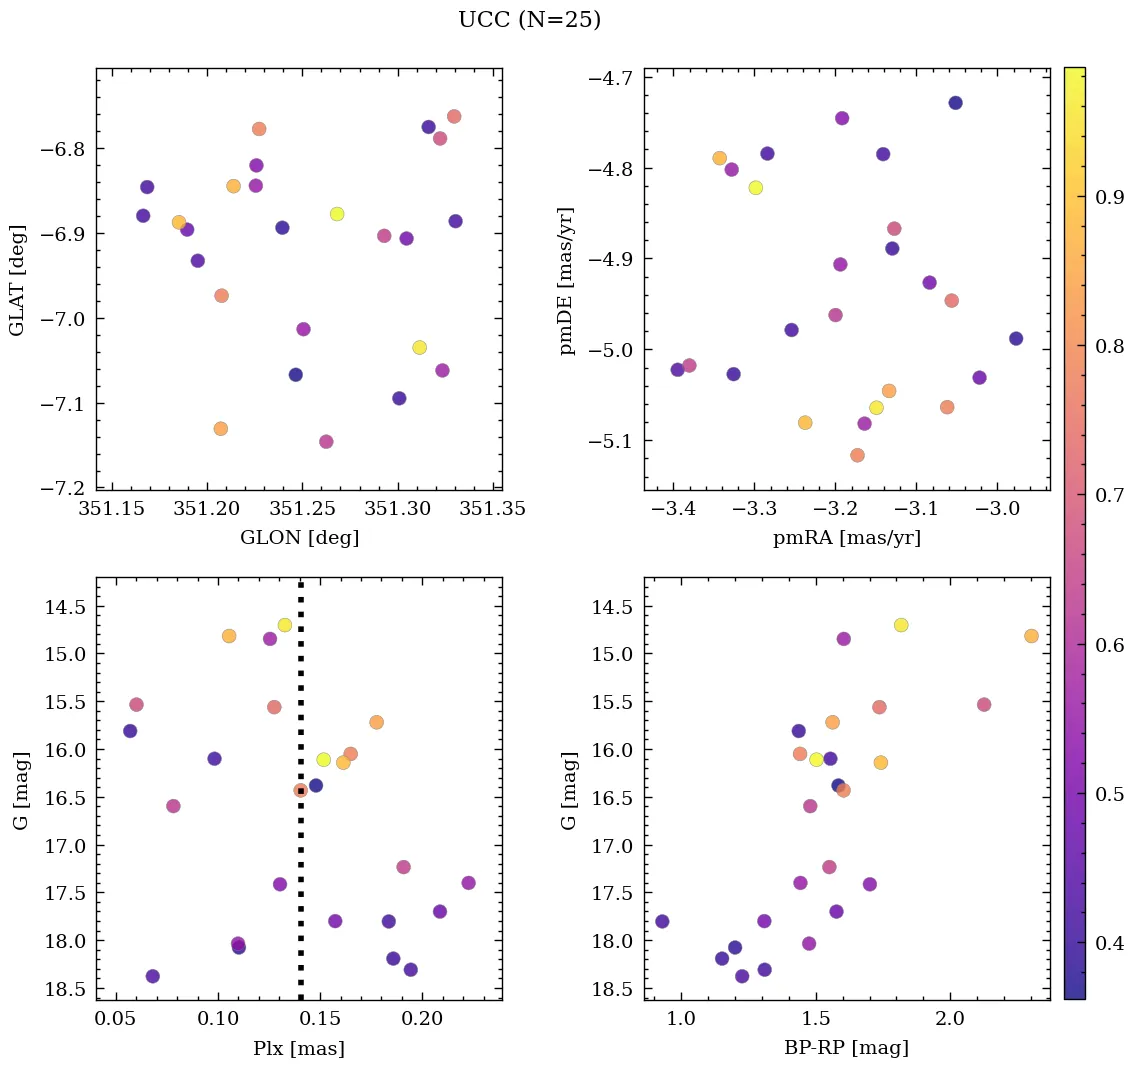 UCC (N=25)
−6.8
−6.9
−7.0
−7.1
−7.2
GLAT [deg]
351.15 351.20 351.25 351.30 351.35
GLON [deg]
−4.7
−4.8
−4.9
−5.0
−5.1
pmDE [mas/yr]
−3.4 −3.3 −3.2 −3.1 −3.0
pmRA [mas/yr]
14.5
15.0
15.5
16.0
16.5
17.0
17.5
18.0
18.5
G [mag]
0.05 0.10 0.15 0.20
Plx [mas]
14.5
15.0
15.5
16.0
16.5
17.0
17.5
18.0
18.5
G [mag]
1.0 1.5 2.0
BP-RP [mag]
0.9
0.8
0.7
0.6
0.5
0.4